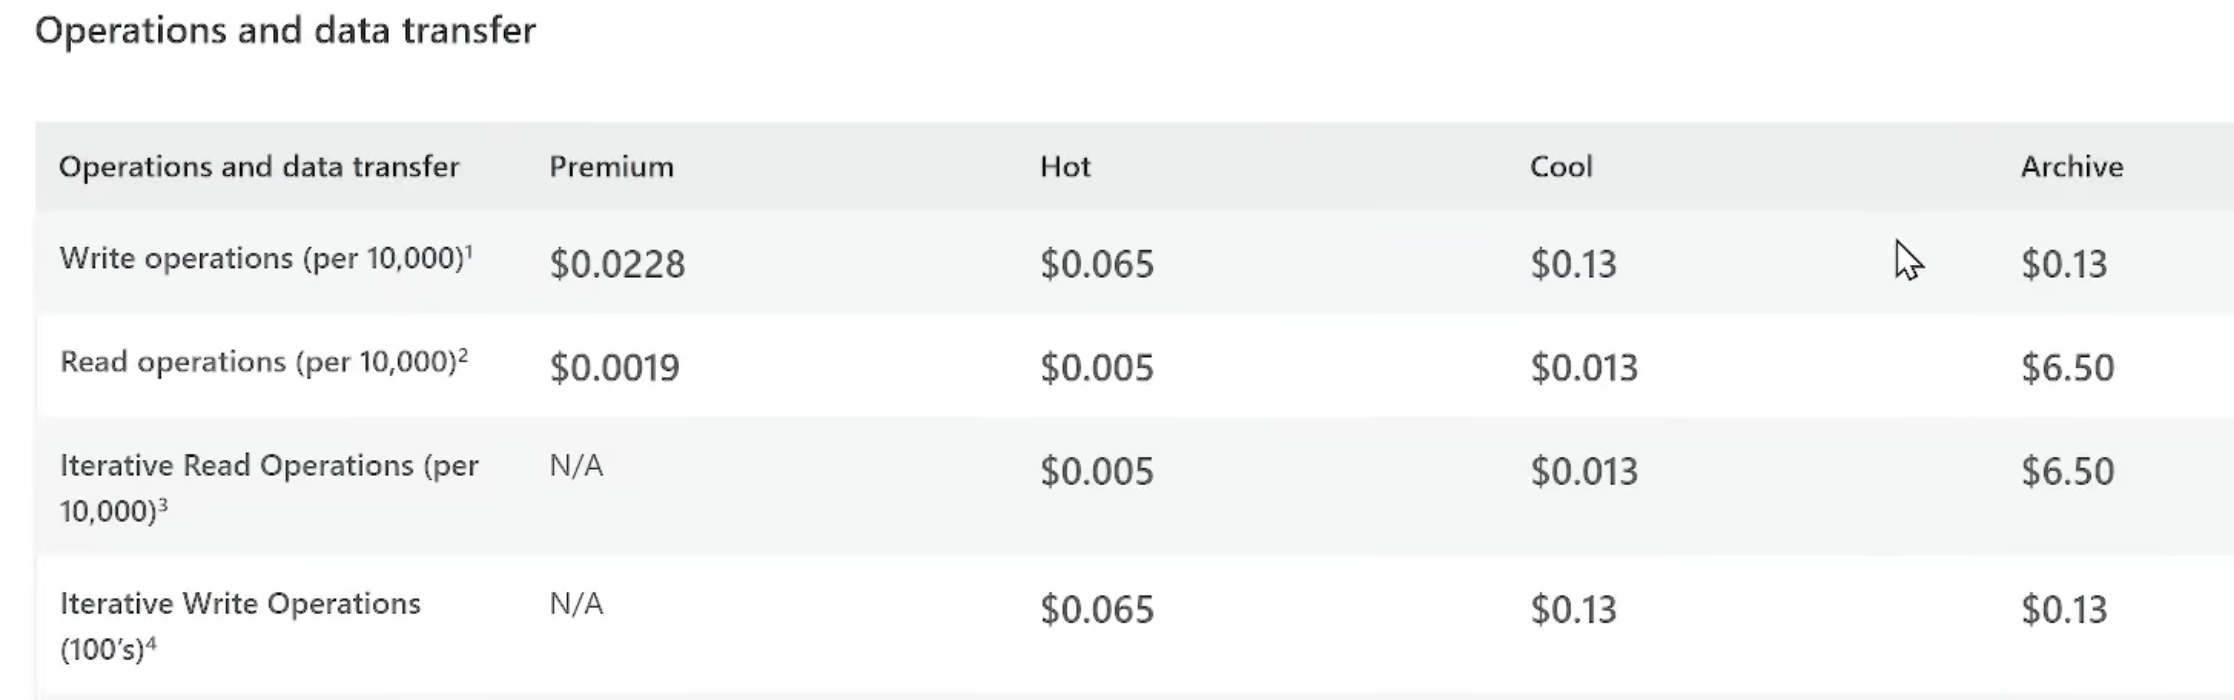 Operations and data transfer
Operations and data transfer Premium Hot Cool Archive
Write operations (per 10,000)¹ $0.0228 $0.065 $0.13 $0.13
Read operations (per 10,000)² $0.0019 $0.005 $0.013 $6.50
Iterative Read Operations (per N/A $0.005 $0.013 $6.50
10,000)³
Iterative Write Operations N/A $0.065 $0.13 $0.13
(100’s)⁴